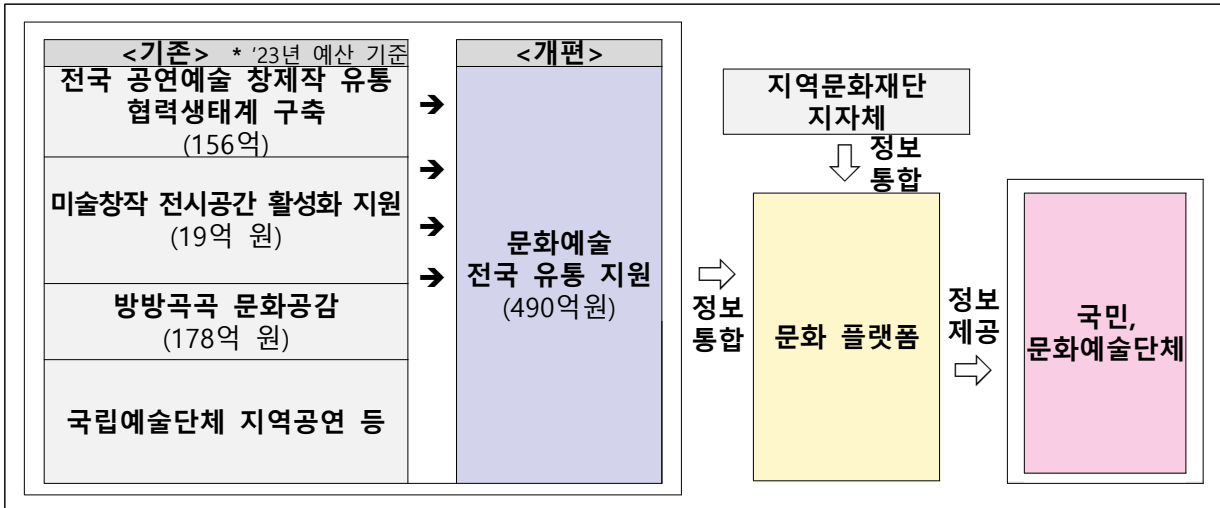 <기존> * ‘23년 예산 기준
전국 공연예술 창제작 유통
협력생태계 구축
(156억)
미술창작 전시공간 활성화 지원
(19억 원)
방방곡곡 문화공감
(178억 원)
국립예술단체 지역공연 등
<개편>
문화예술
전국 유통 지원
(490억원)
정보
통합
지역문화재단
지자체
정보
통합
문화 플랫폼
정보
제공
국민,
문화예술단체